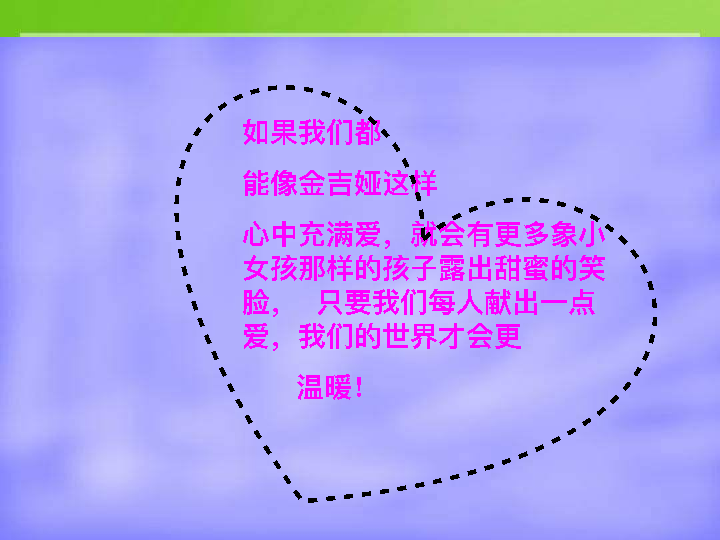 如果我们都
能像金吉娅这样
心中充满爱，就会有更多象小
女孩那样的孩子露出甜蜜的笑
脸， 只要我们每人献出一点
爱，我们的世界才会更
温暖！